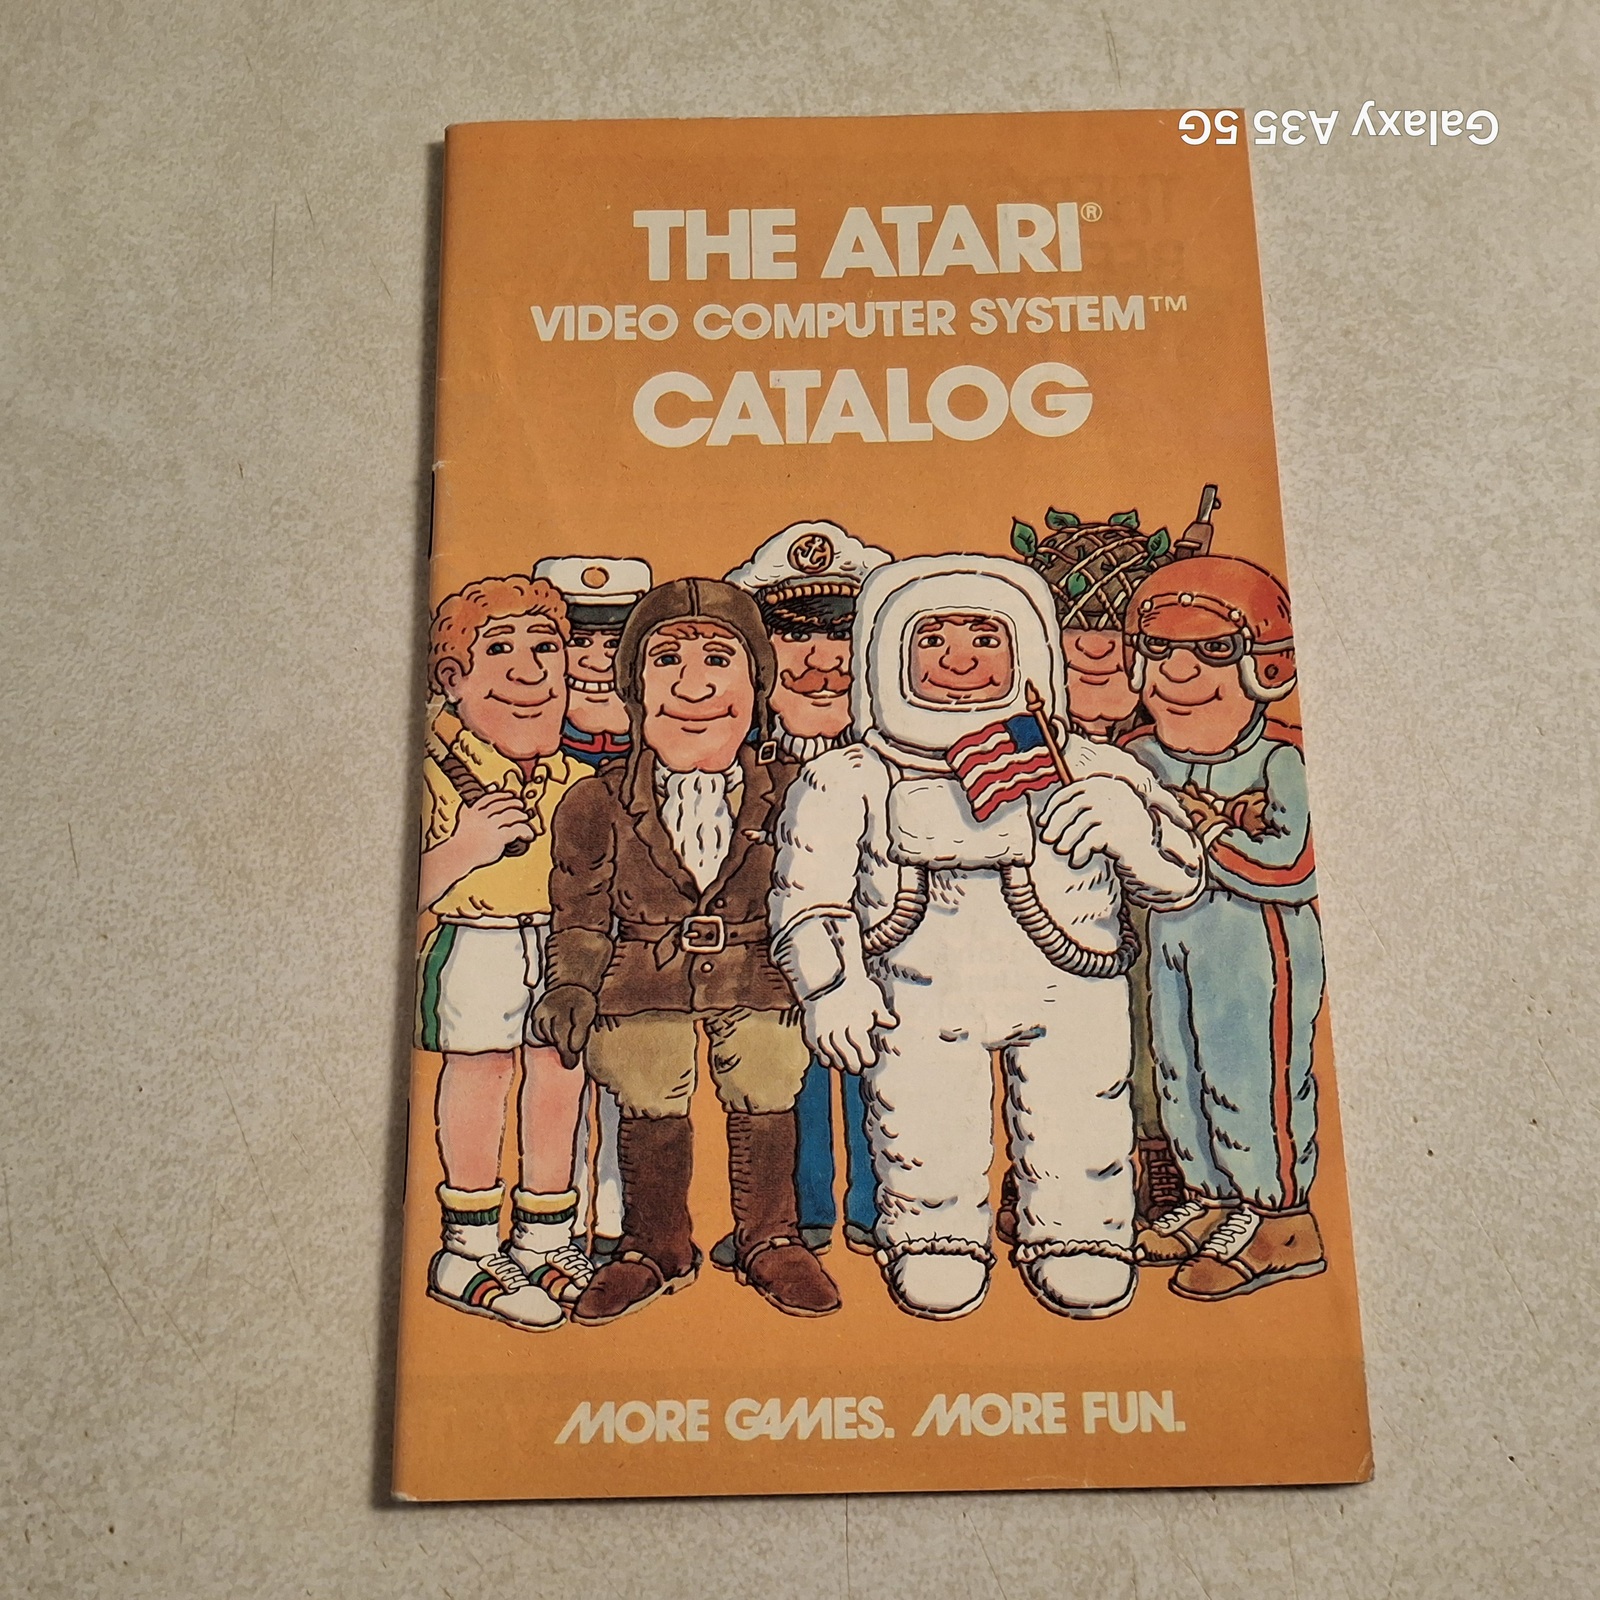 Galaxy A35 5G
THE ATARI®
VIDEO COMPUTER SYSTEM™
CATALOG
MORE GAMES. MORE FUN.